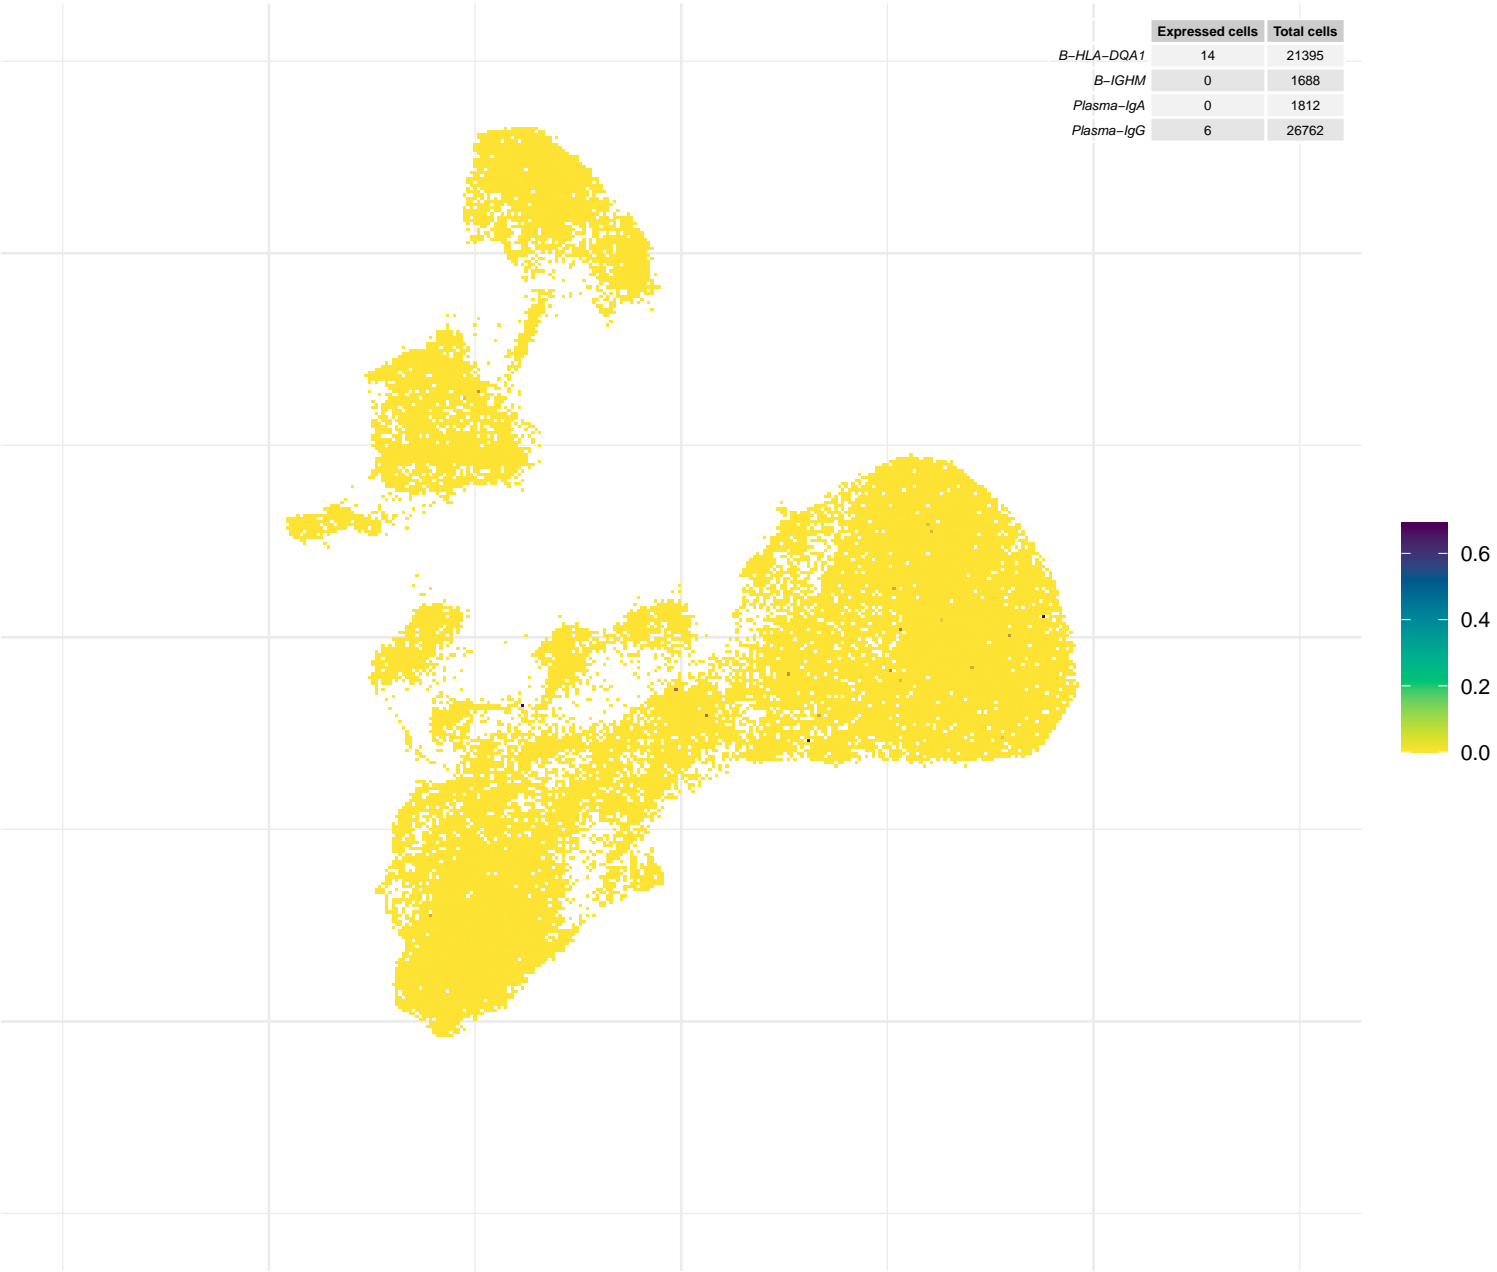 Expressed cells Total cells
B−HLA−DQA1 14 21395
B−IGHM 0 1688
Plasma−IgA 0 1812
Plasma−IgG 6 26762
0.6
0.4
0.2
0.0